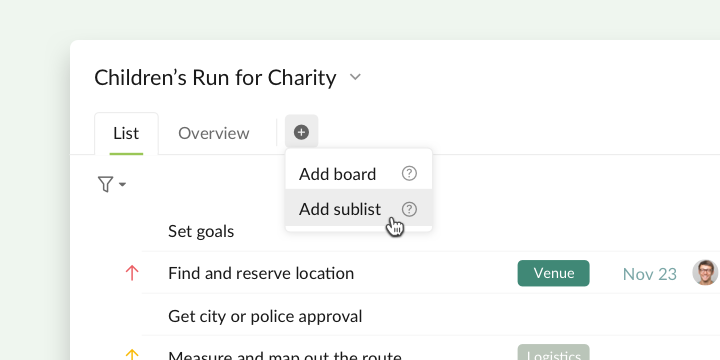 Children's Run for Charity
List Overview
Add board
Add sublist
Set goals
Find and reserve location Venue Nov 23
Get city or police approval
Measure and map out the route Logistics